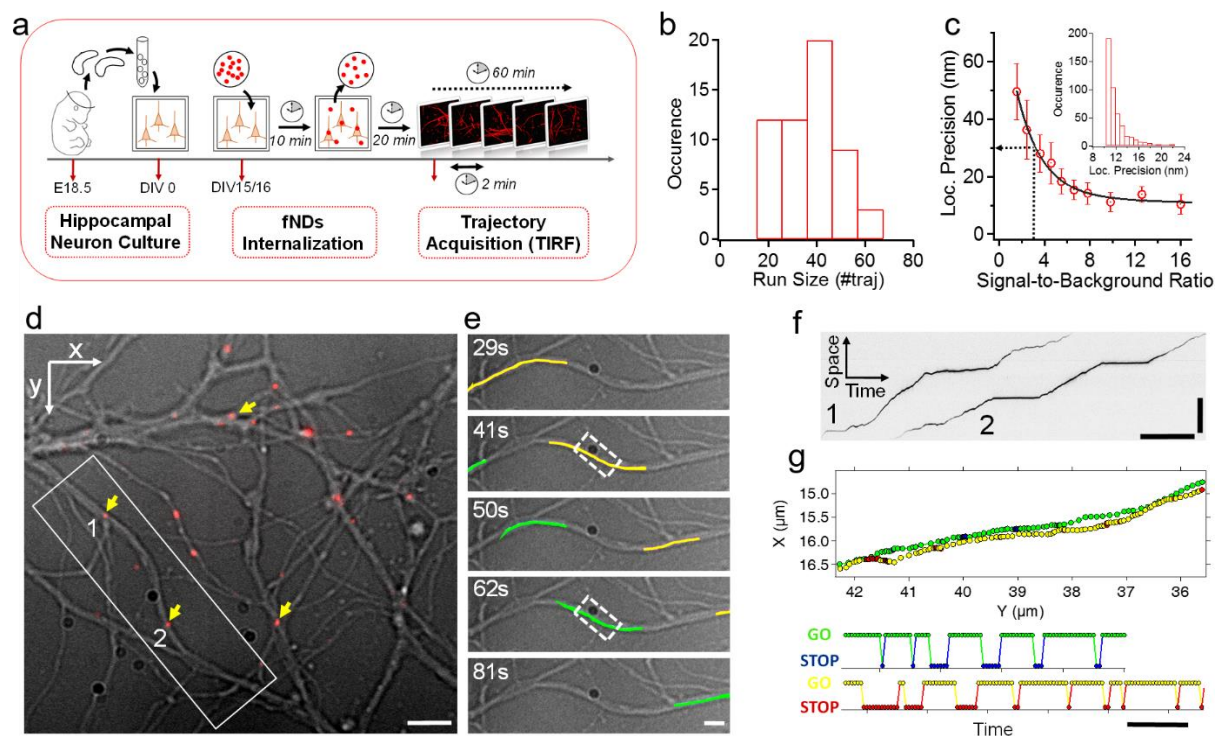 a
60 min
10 min
20 min
2 min
E18.5
DIV 0
DIV15/16
Hippocampal
Neuron Culture
fNDs
Internalization
Trajectory
Acquisition (TIRF)
b
Occurrence
20
15
10
5
0
0 20 40 60 80
Run Size (#traj)
c
Loc. Precision (nm)
60
40
20
0
0 4 8 12 16
Signal-to-Background Ratio
Occurence
200
150
100
50
0
8 12 16 20 24
Loc. Precision (nm)
d
x
y
1
2
e
29s
41s
50s
62s
81s
f
Space
Time
1
2
g
X (µm)
15.0
15.5
16.0
16.5
42 41 40 39 38 37 36
Y (µm)
GO
STOP
GO
STOP
Time